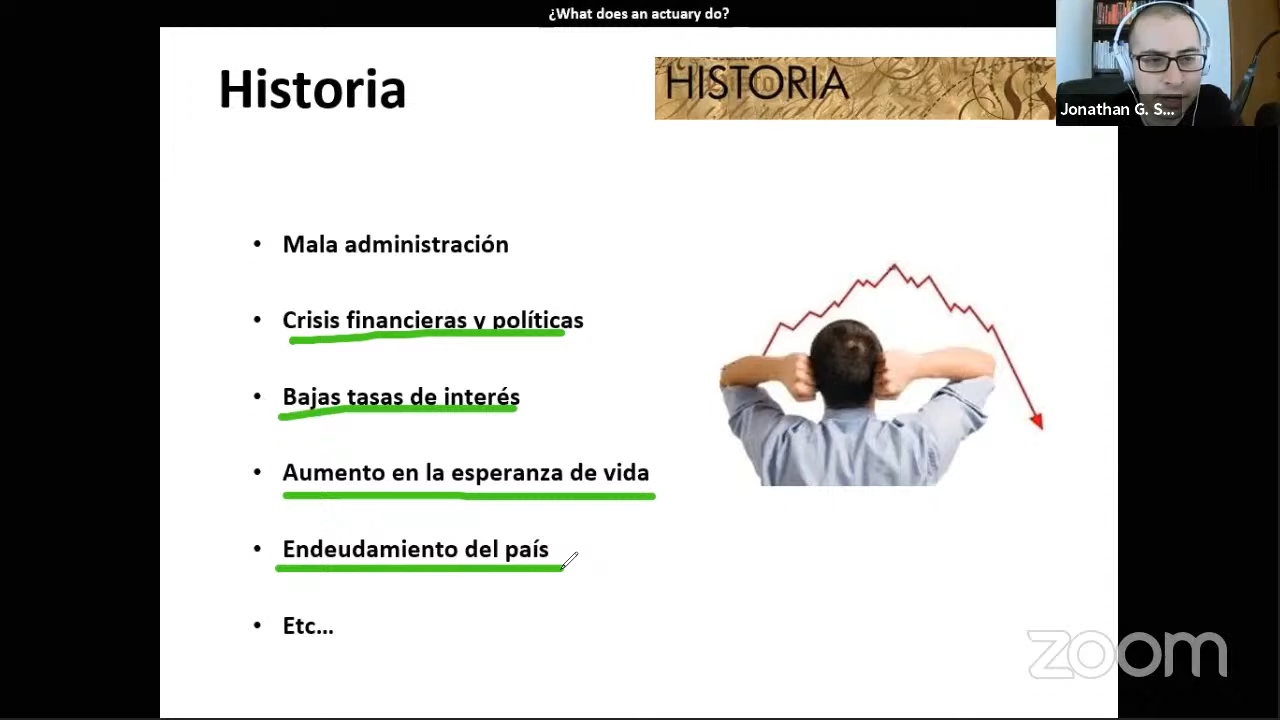 ¿What does an actuary do?
Historia
HISTORIA
Jonathan G. S...
• Mala administración
• Crisis financieras y políticas
• Bajas tasas de interés
• Aumento en la esperanza de vida
• Endeudamiento del país
• Etc...
zoom